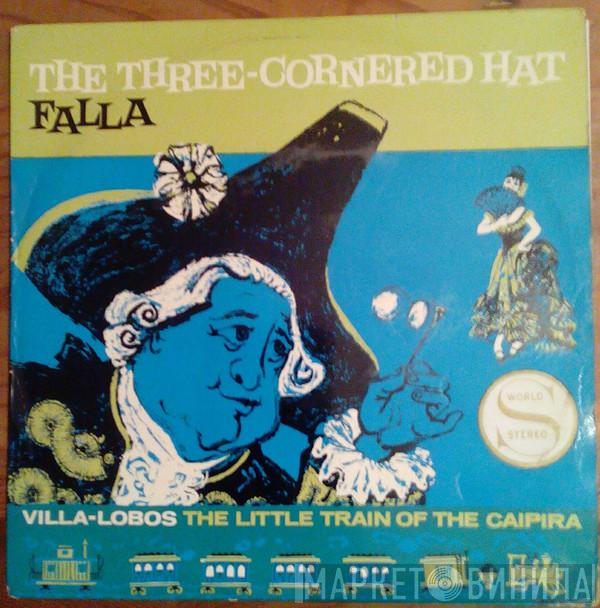 THE THREE-CORNERED HAT
FALLA
WORLD
S
STEREO
VILLA-LOBOS THE LITTLE TRAIN OF THE CAIPIRA
МАРКЕТ ВИНИЛА